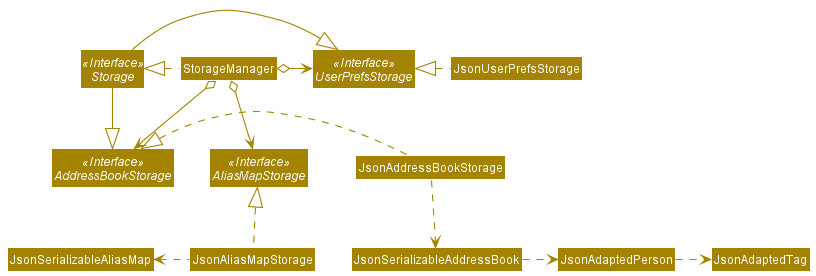 « Interface»
Storage
StorageManager
« Interface»
UserPrefsStorage
JsonUserPrefsStorage
« Interface»
AddressBookStorage
« Interface»
AliasMapStorage
JsonAddressBookStorage
JsonSerializableAliasMap
JsonAliasMapStorage
JsonSerializableAddressBook
JsonAdaptedPerson
JsonAdaptedTag